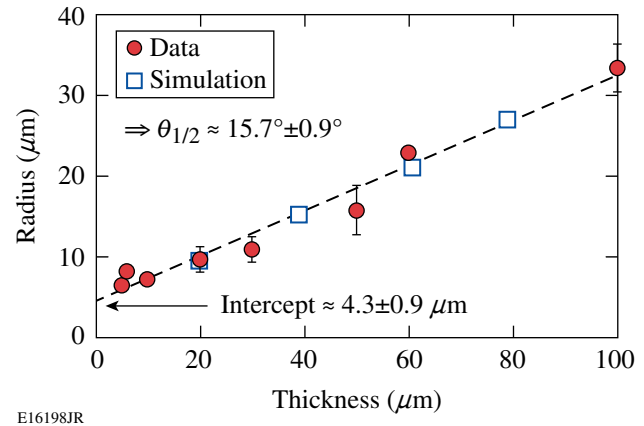 40
30
20
10
0
Radius (μm)
Data
Simulation
⇒ θ1/2 ≈ 15.7°±0.9°
Intercept ≈ 4.3±0.9 μm
0 20 40 60 80 100
Thickness (μm)
E16198JR